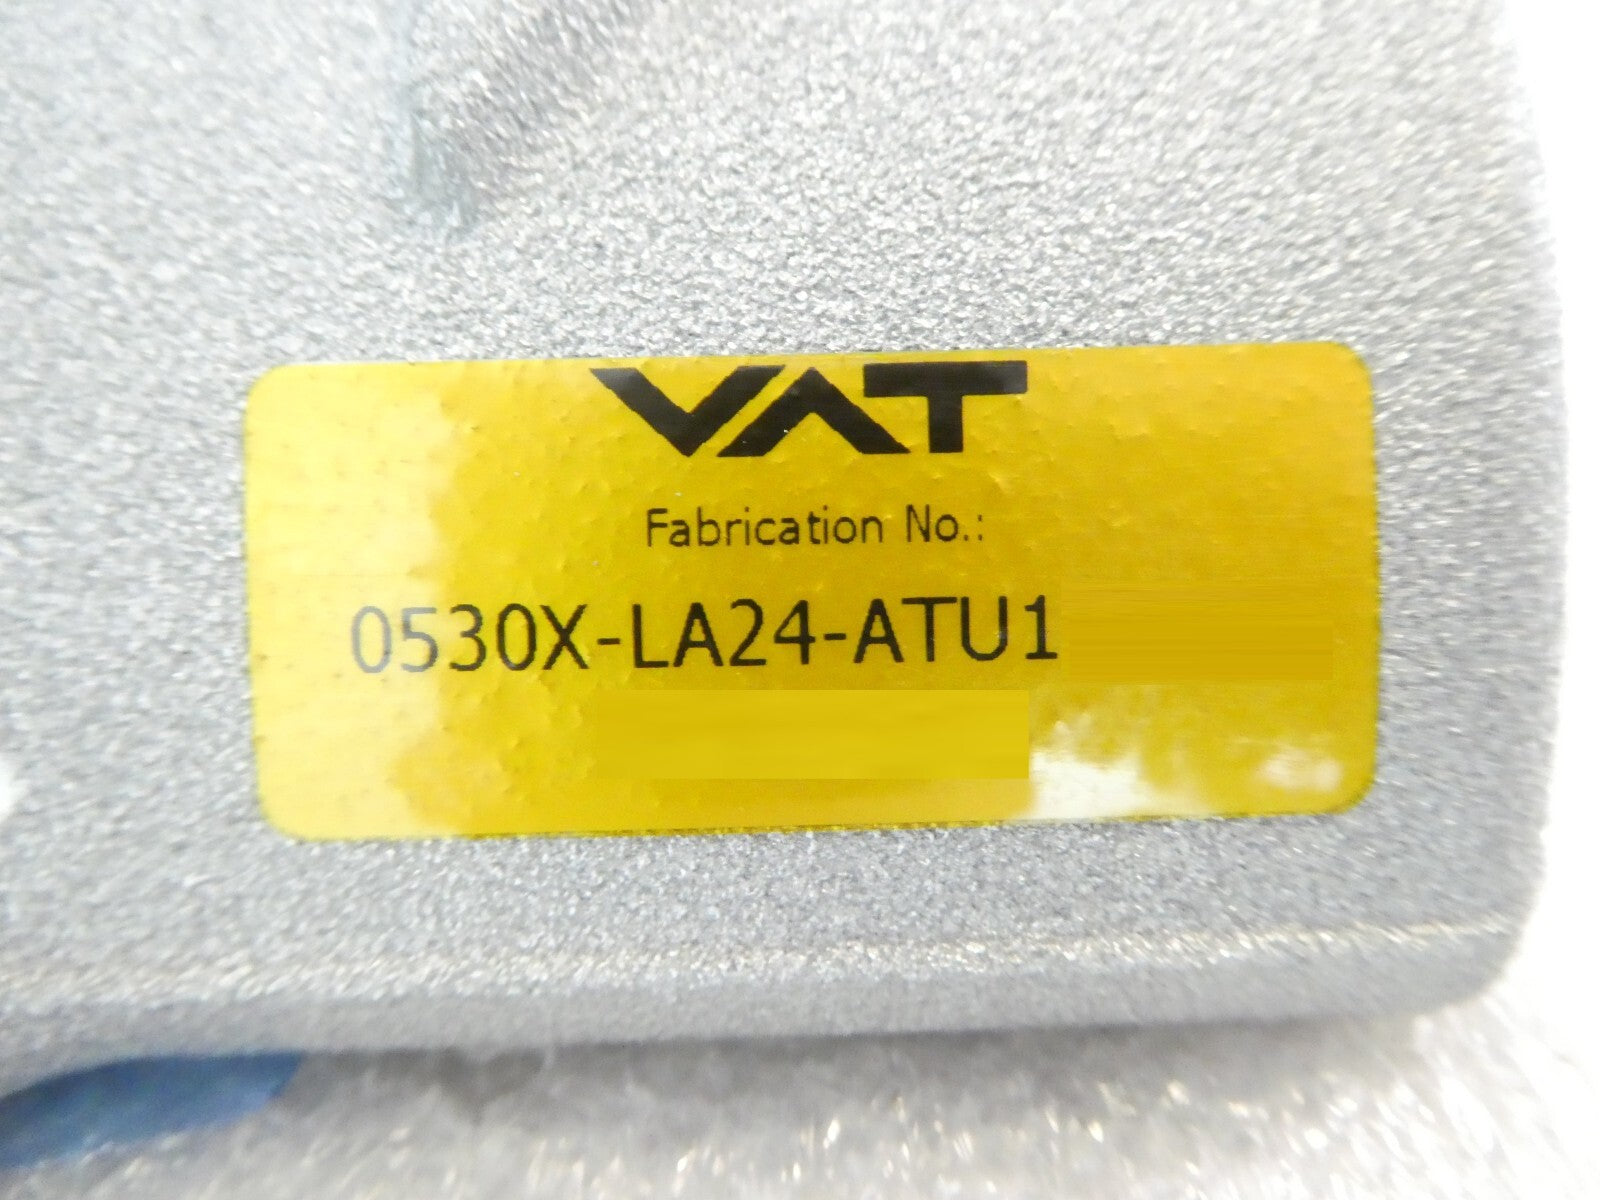 VAT
Fabrication No.:
0530X-LA24-ATU1